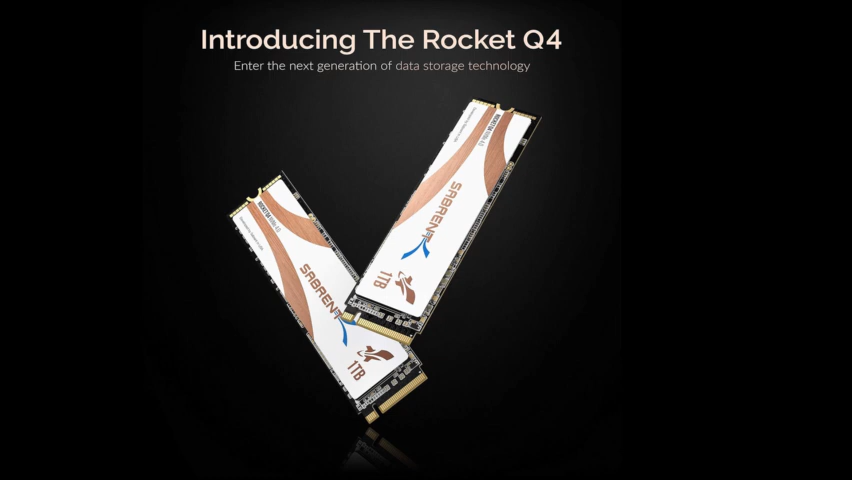 Introducing The Rocket Q4
Enter the next generation of data storage technology
SABRENT
1TB
SABRENT
1TB